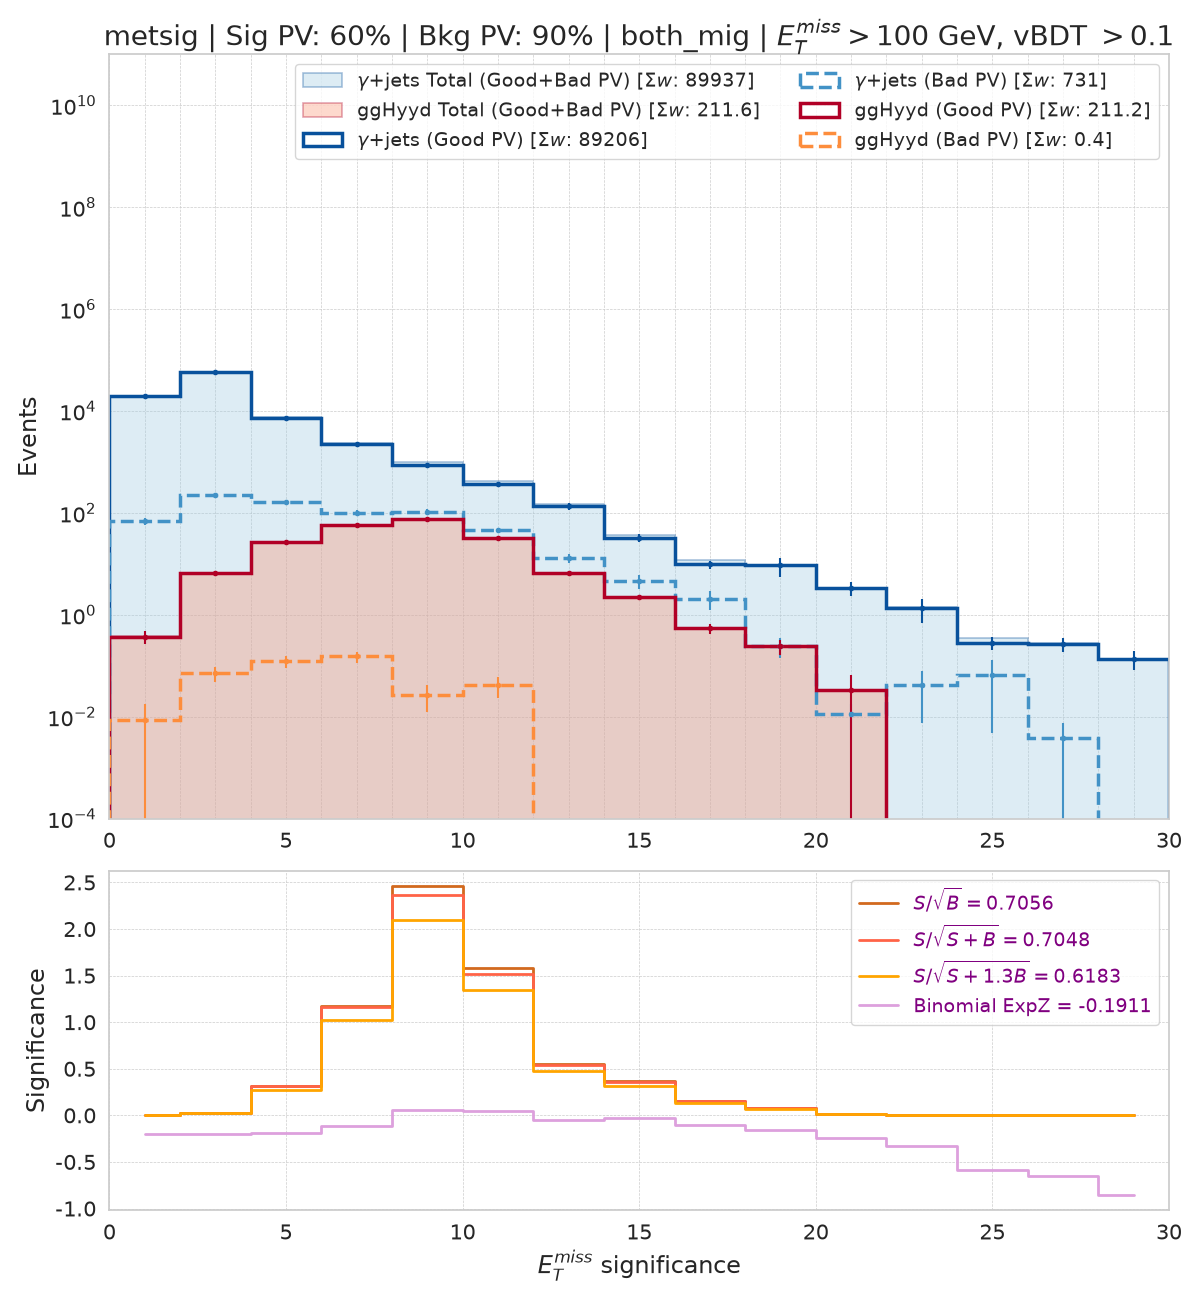 metsig | Sig PV: 60% | Bkg PV: 90% | both_mig | $E_T^{miss} > 100$ GeV, vBDT $> 0.1$
γ+jets Total (Good+Bad PV) [Σw: 89937]
ggHyyd Total (Good+Bad PV) [Σw: 211.6]
γ+jets (Good PV) [Σw: 89206]
γ+jets (Bad PV) [Σw: 731]
ggHyyd (Good PV) [Σw: 211.2]
ggHyyd (Bad PV) [Σw: 0.4]
Events
$10^{10}$
$10^{8}$
$10^{6}$
$10^{4}$
$10^{2}$
$10^{0}$
$10^{-2}$
$10^{-4}$
0 5 10 15 20 25 30
Significance
2.5
2.0
1.5
1.0
0.5
0.0
-0.5
-1.0
$S/\sqrt{B} = 0.7056$
$S/\sqrt{S + B} = 0.7048$
$S/\sqrt{S + 1.3B} = 0.6183$
Binomial ExpZ = -0.1911
0 5 10 15 20 25 30
$E_T^{miss}$ significance